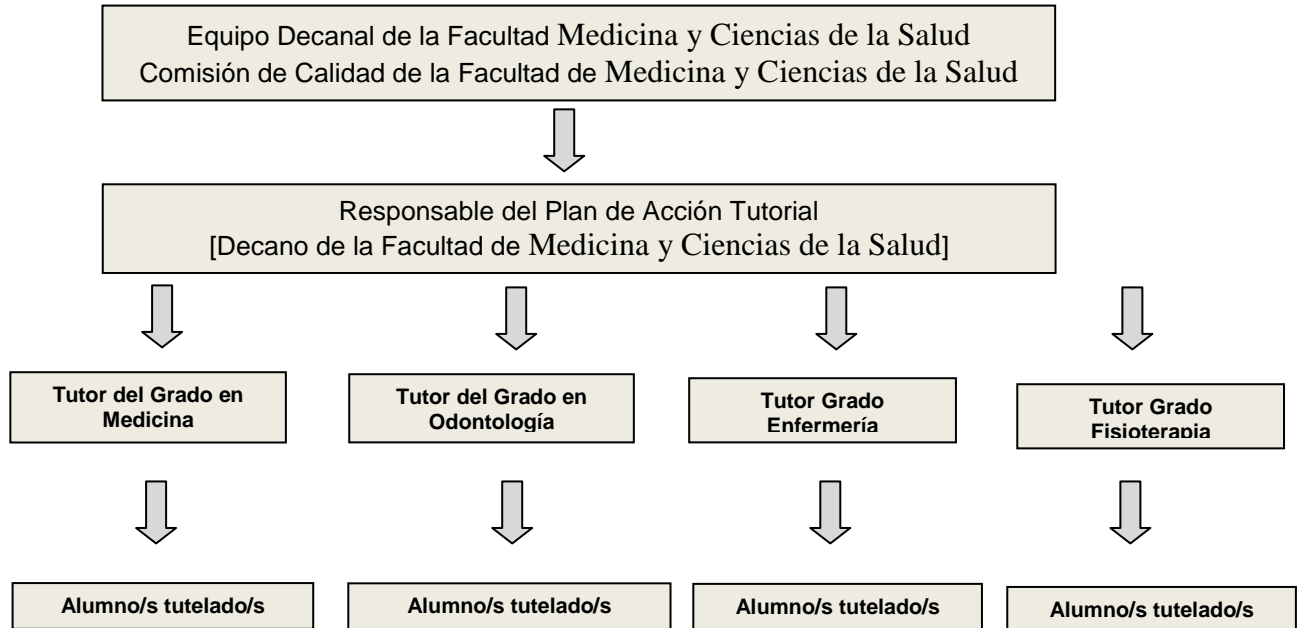 Equipo Decanal de la Facultad Medicina y Ciencias de la Salud
Comisión de Calidad de la Facultad de Medicina y Ciencias de la Salud
Responsable del Plan de Acción Tutorial
[Decano de la Facultad de Medicina y Ciencias de la Salud]
Tutor del Grado en
Medicina
Tutor del Grado en
Odontología
Tutor Grado
Enfermería
Tutor Grado
Fisioterapia
Alumno/s tutelado/s
Alumno/s tutelado/s
Alumno/s tutelado/s
Alumno/s tutelado/s